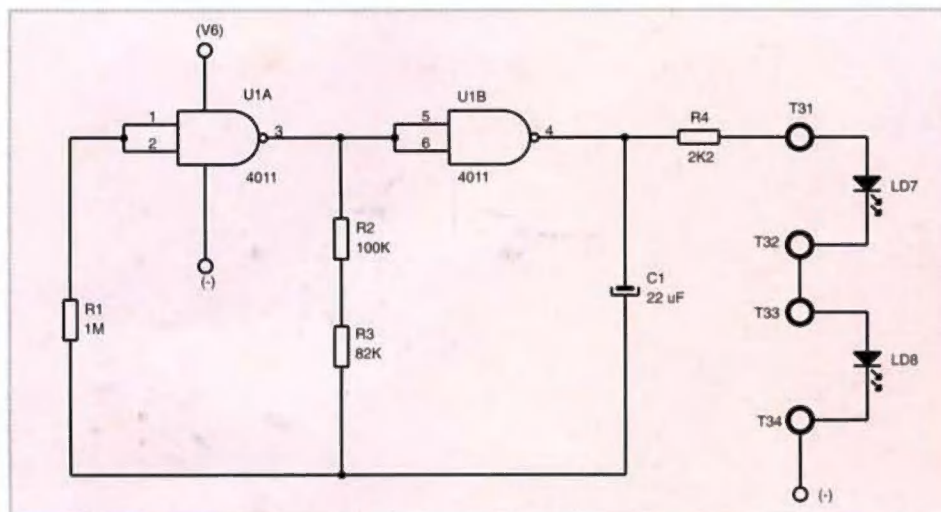 (V6)
U1A
1
2
3
4011
(-)
U1B
5
6
4
4011
R4
2K2
T31
LD7
T32
T33
LD8
T34
(-)
R2
100K
R3
82K
R1
1M
C1
22 uF